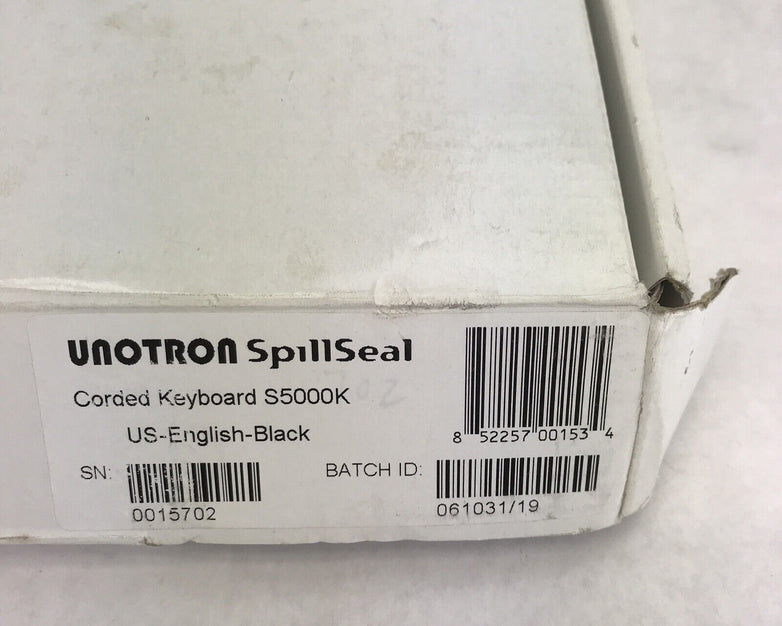 UNOTRON SpillSeal
Corded Keyboard S5000K
US-English-Black
8 52257 00153 4
SN:
0015702
BATCH ID:
061031/19